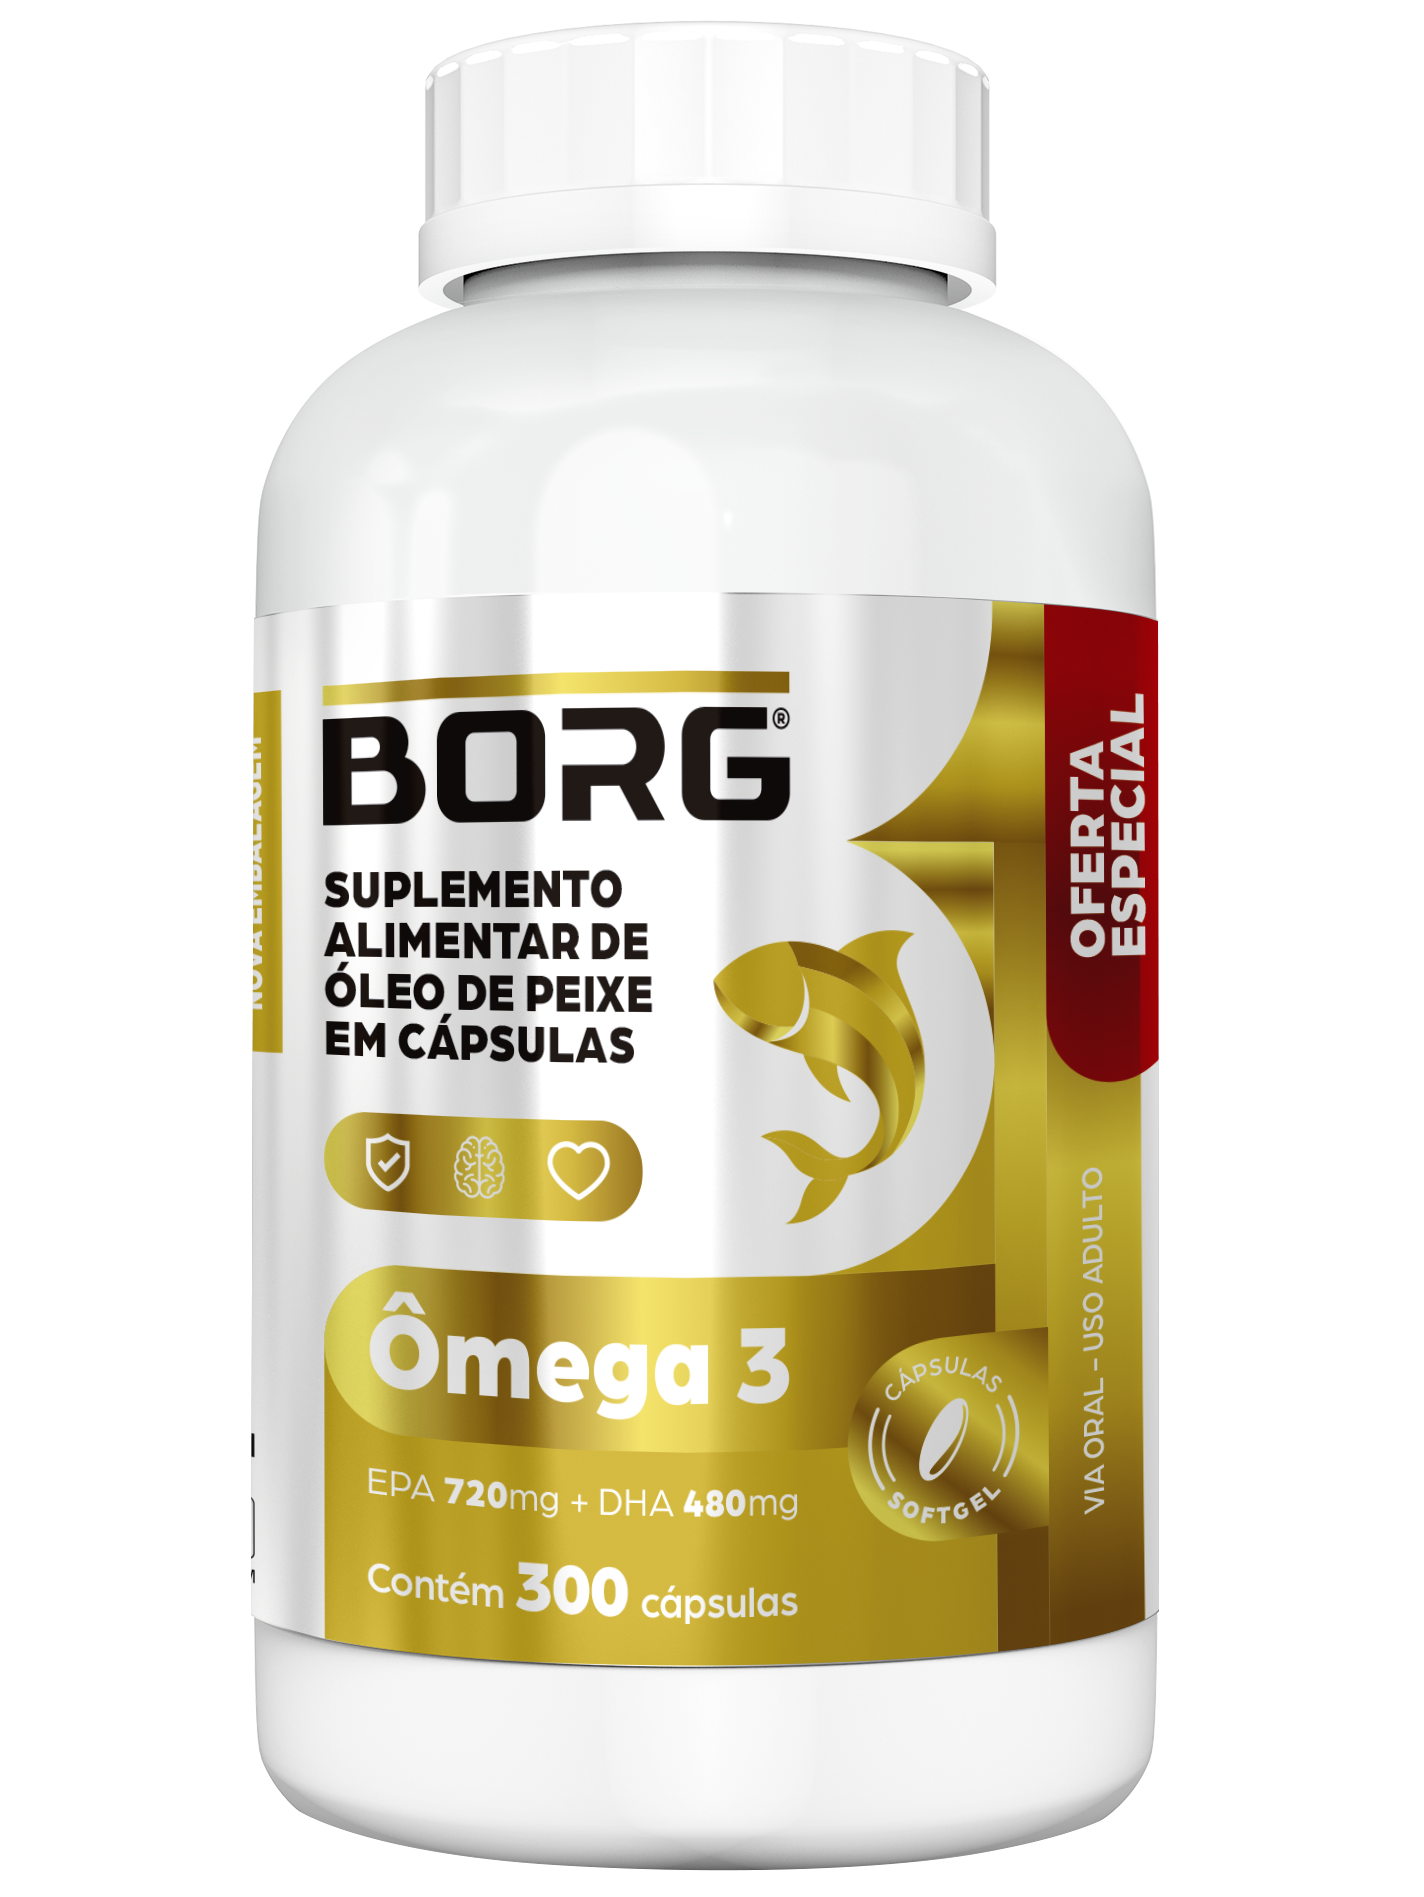 BORG®
SUPLEMENTO
ALIMENTAR DE
ÓLEO DE PEIXE
EM CÁPSULAS
Ômega 3
EPA 720mg + DHA 480mg
Contém 300 cápsulas
CÁPSULAS
SOFTGEL
OFERTA
ESPECIAL
VIA ORAL - USO ADULTO
NOVA EMBALAGEM